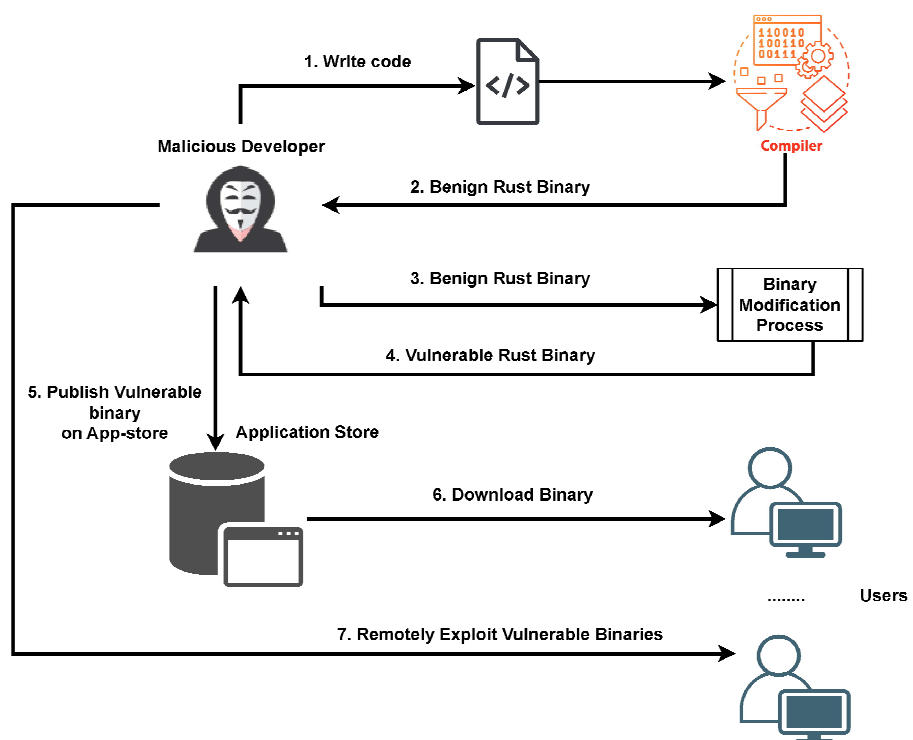 1. Write code
110010
100110
00111
</>
Compiler
Malicious Developer
2. Benign Rust Binary
3. Benign Rust Binary
Binary
Modification
Process
4. Vulnerable Rust Binary
5. Publish Vulnerable
binary
on App-store
Application Store
6. Download Binary
........
Users
7. Remotely Exploit Vulnerable Binaries